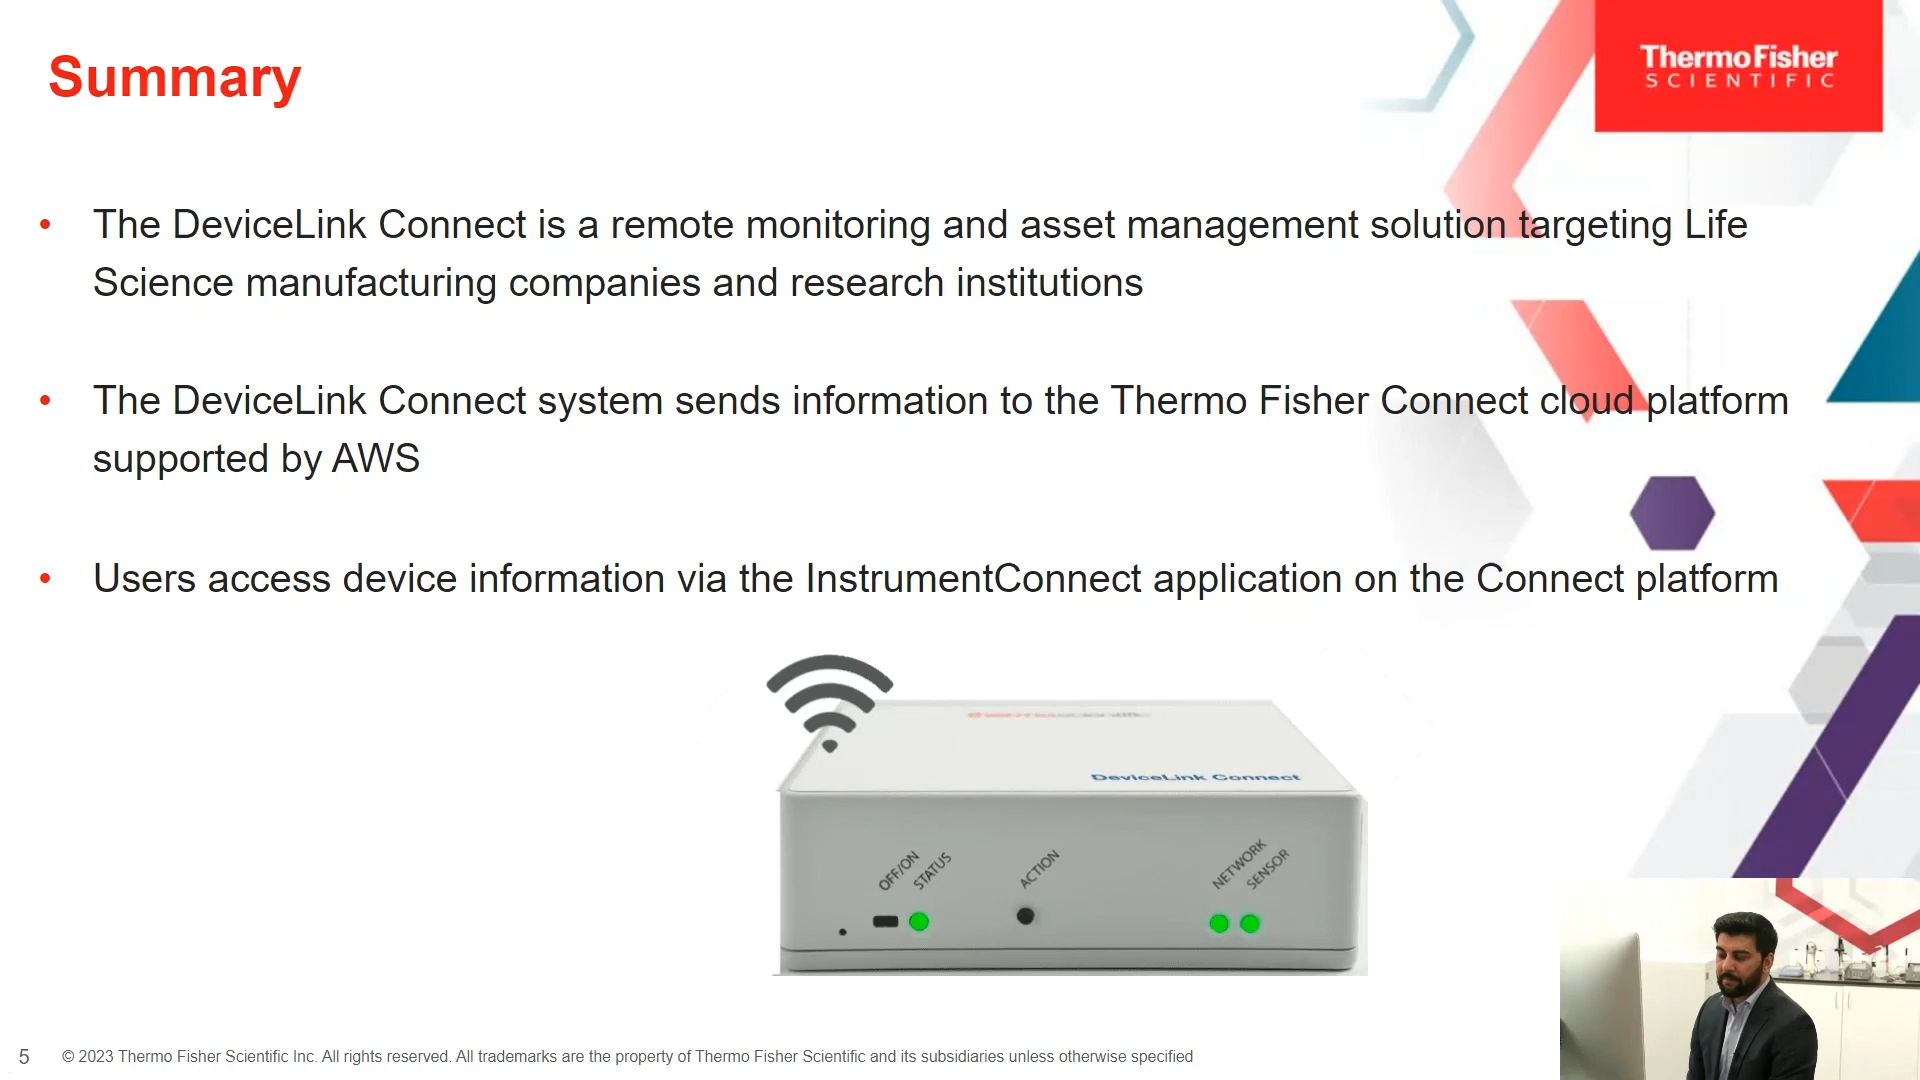 Summary
ThermoFisher
SCIENTIFIC
• The DeviceLink Connect is a remote monitoring and asset management solution targeting Life
Science manufacturing companies and research institutions
• The DeviceLink Connect system sends information to the Thermo Fisher Connect cloud platform
supported by AWS
• Users access device information via the InstrumentConnect application on the Connect platform
thermoscientific
DeviceLink Connect
OFF/ON
STATUS
ACTION
NETWORK
SENSOR
5
© 2023 Thermo Fisher Scientific Inc. All rights reserved. All trademarks are the property of Thermo Fisher Scientific and its subsidiaries unless otherwise specified